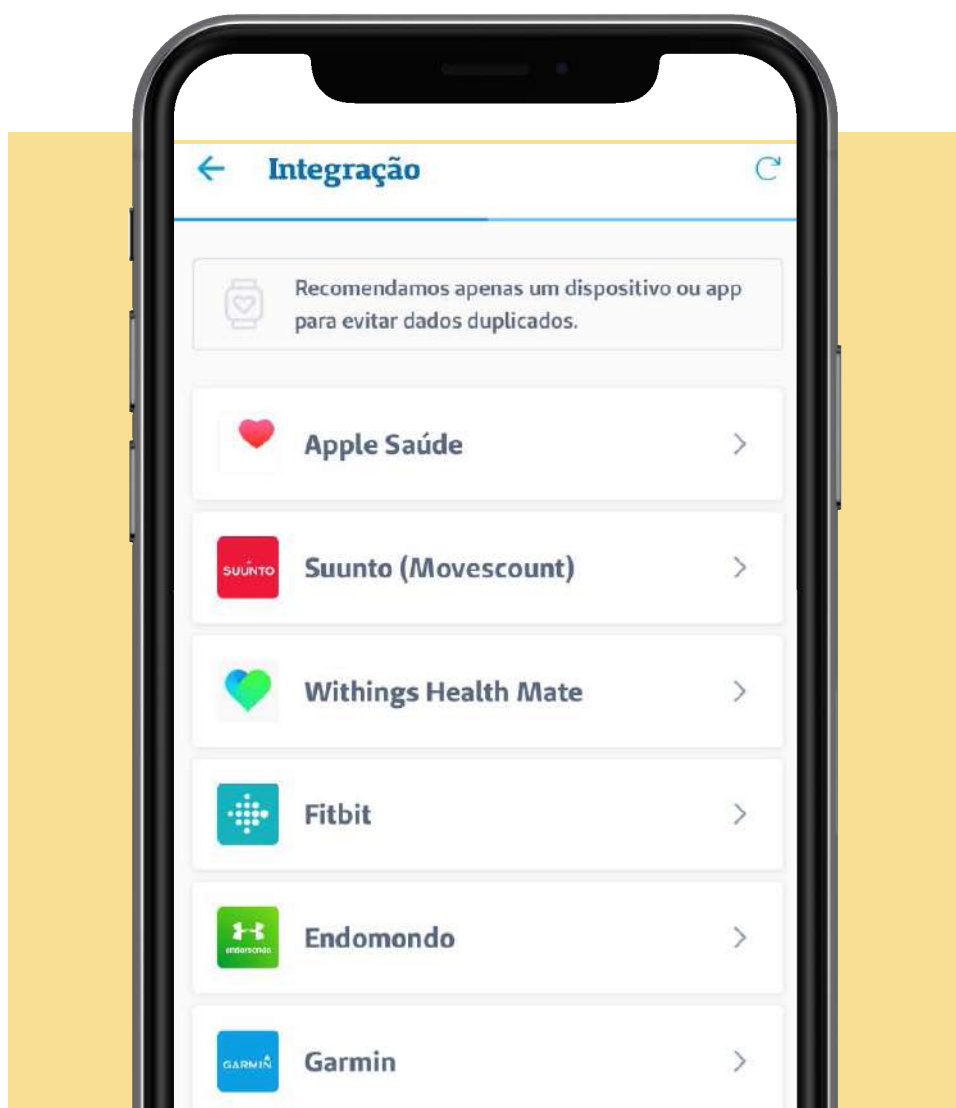 Integração
Recomendamos apenas um dispositivo ou app
para evitar dados duplicados.
Apple Saúde
SUUNTO
Suunto (Movescount)
Withings Health Mate
Fitbit
endomondo
Endomondo
GARMIN
Garmin